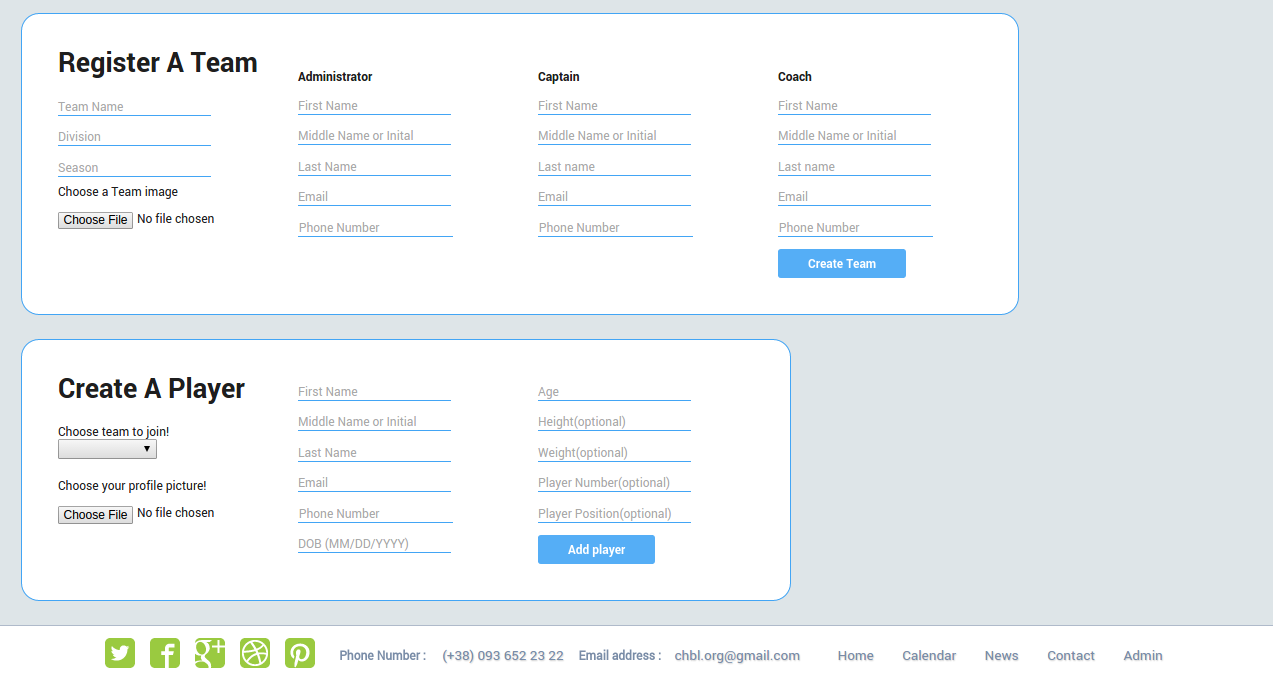 Register A Team
Team Name
Division
Season
Choose a Team image
Choose File No file chosen
Administrator
First Name
Middle Name or Inital
Last Name
Email
Phone Number
Captain
First Name
Middle Name or Initial
Last name
Email
Phone Number
Coach
First Name
Middle Name or Initial
Last name
Email
Phone Number
Create Team
Create A Player
Choose team to join!
Choose your profile picture!
Choose File No file chosen
First Name
Middle Name or Initial
Last Name
Email
Phone Number
DOB (MM/DD/YYYY)
Age
Height(optional)
Weight(optional)
Player Number(optional)
Player Position(optional)
Add player
Phone Number : (+38) 093 652 23 22 Email address : chbl.org@gmail.com Home Calendar News Contact Admin